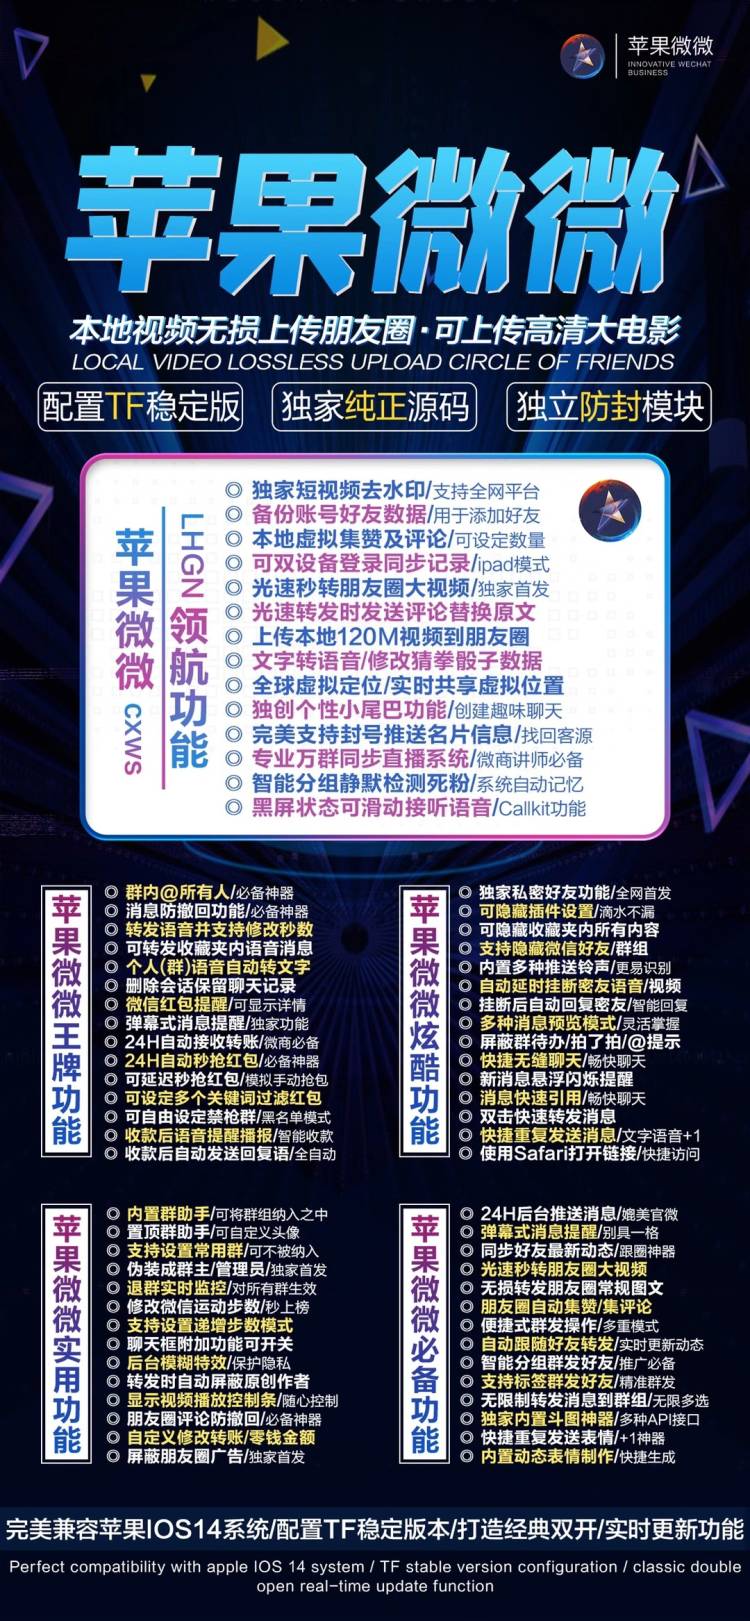 苹果微微
INNOVATIVE WECHAT
BUSINESS
苹果微微
本地视频无损上传朋友圈·可上传高清大电影
LOCAL VIDEO LOSSLESS UPLOAD CIRCLE OF FRIENDS
配置TF稳定版
独家纯正源码
独立防封模块
苹果微微 CXWS
LHGN 领航功能
◎ 独家短视频去水印/支持全网平台
◎ 备份账号好友数据/用于添加好友
◎ 本地虚拟集赞及评论/可设定数量
◎ 可双设备登录同步记录/ipad模式
◎ 光速秒转朋友圈大视频/独家首发
◎ 光速转发时发送评论替换原文
◎ 上传本地120M视频到朋友圈
◎ 文字转语音/修改猜拳骰子数据
◎ 全球虚拟定位/实时共享虚拟位置
◎ 独创个性小尾巴功能/创建趣味聊天
◎ 完美支持封号推送名片信息/找回客源
◎ 专业万群同步直播系统/微商讲师必备
◎ 智能分组静默检测死粉/系统自动记忆
◎ 黑屏状态可滑动接听语音/Callkit功能
苹果微微王牌功能
◎ 群内@所有人/必备神器
◎ 消息防撤回功能/必备神器
◎ 转发语音并支持修改秒数
◎ 可转发收藏夹内语音消息
◎ 个人(群)语音自动转文字
◎ 删除会话保留聊天记录
◎ 微信红包提醒/可显示详情
◎ 弹幕式消息提醒/独家功能
◎ 24H自动接收转账/微商必备
◎ 24H自动秒抢红包/必备神器
◎ 可延迟秒抢红包/模拟手动抢包
◎ 可设定多个关键词过滤红包
◎ 可自由设定禁枪群/黑名单模式
◎ 收款后语音提醒播报/智能收款
◎ 收款后自动发送回复语/全自动
苹果微微炫酷功能
◎ 独家私密好友功能/全网首发
◎ 可隐藏插件设置/滴水不漏
◎ 可隐藏收藏夹内所有内容
◎ 支持隐藏微信好友/群组
◎ 内置多种推送铃声/更易识别
◎ 自动延时挂断密友语音/视频
◎ 挂断后自动回复密友/智能回复
◎ 多种消息预览模式/灵活掌握
◎ 屏蔽群待办/拍了拍/@提示
◎ 快捷无缝聊天/畅快聊天
◎ 新消息悬浮闪烁提醒
◎ 消息快速引用/畅快聊天
◎ 双击快速转发消息
◎ 快捷重复发送消息/文字语音+1
◎ 使用Safari打开链接/快捷访问
苹果微微实用功能
◎ 内置群助手/可将群组纳入之中
◎ 置顶群助手/可自定义头像
◎ 支持设置常用群/可不被纳入
◎ 伪装成群主/管理员/独家首发
◎ 退群实时监控/对所有群生效
◎ 修改微信运动步数/秒上榜
◎ 支持设置递增步数模式
◎ 聊天框附加功能可开关
◎ 后台模糊特效/保护隐私
◎ 转发时自动屏蔽原创作者
◎ 显示视频播放控制条/随心控制
◎ 朋友圈评论防撤回/必备神器
◎ 自定义修改转账/零钱金额
◎ 屏蔽朋友圈广告/独家首发
苹果微微必备功能
◎ 24H后台推送消息/媲美官微
◎ 弹幕式消息提醒/别具一格
◎ 同步好友最新动态/跟圈神器
◎ 光速秒转朋友圈大视频
◎ 无损转发朋友圈常规图文
◎ 朋友圈自动集赞/集评论
◎ 便捷式群发操作/多重模式
◎ 自动跟随好友转发/实时更新动态
◎ 智能分组群发好友/推广必备
◎ 支持标签群发好友/精准群发
◎ 无限制转发消息到群组/无限多选
◎ 独家内置斗图神器/多种API接口
◎ 快捷重复发送表情/+1神器
◎ 内置动态表情制作/快捷生成
完美兼容苹果IOS14系统/配置TF稳定版本/打造经典双开/实时更新功能
Perfect compatibility with apple IOS 14 system / TF stable version configuration / classic double
open real-time update function